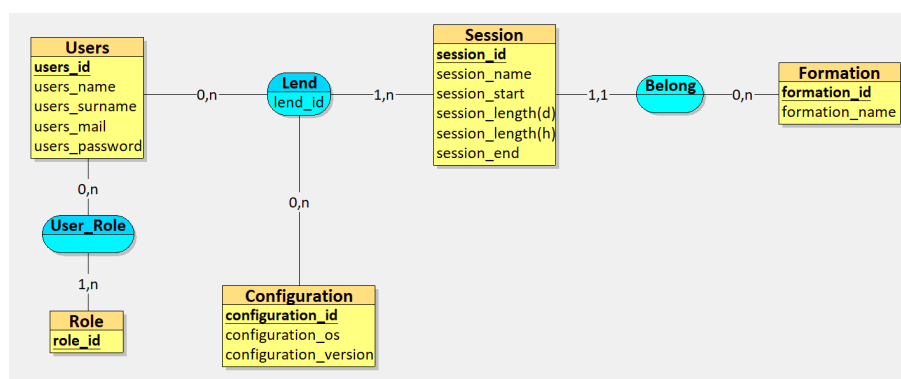 Users
users_id
users_name
users_surname
users_mail
users_password
0,n
Lend
lend_id
1,n
Session
session_id
session_name
session_start
session_length(d)
session_length(h)
session_end
1,1
Belong
0,n
Formation
formation_id
formation_name
0,n
User_Role
1,n
Role
role_id
0,n
Configuration
configuration_id
configuration_os
configuration_version